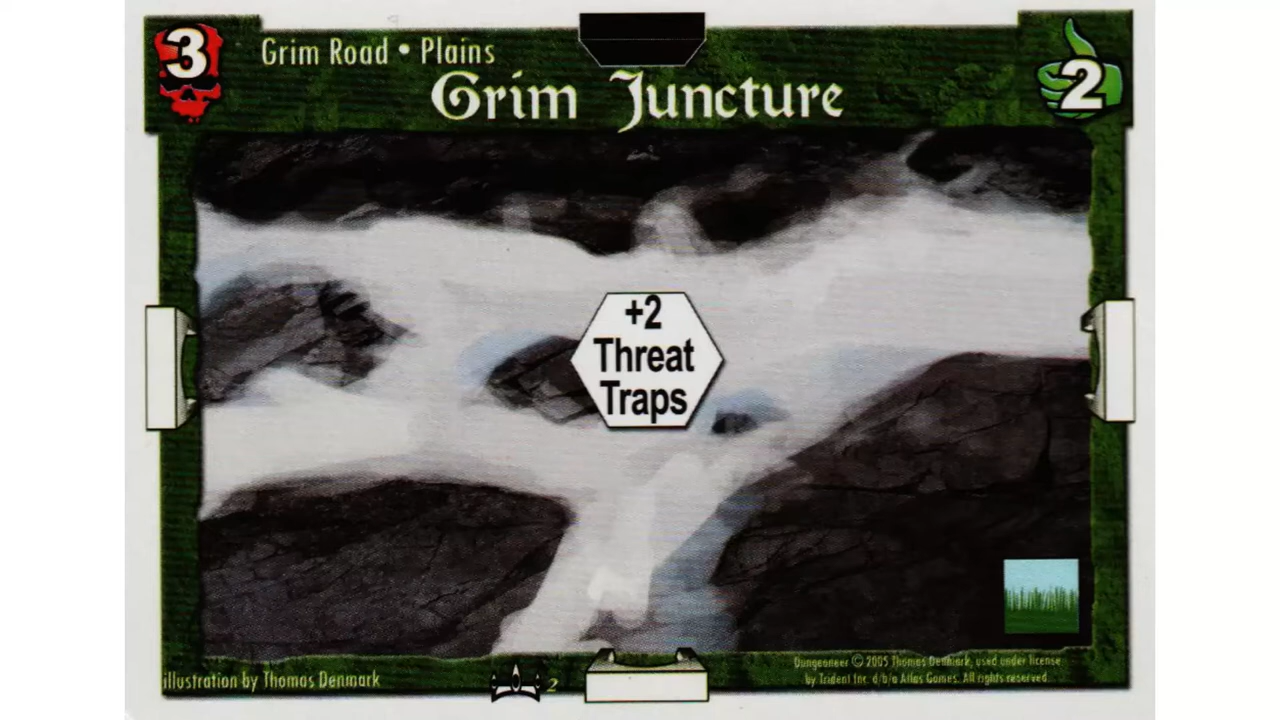 3
Grim Road • Plains
Grim Juncture
2
+2
Threat
Traps
Illustration by Thomas Denmark
2
Dungeoneer © 2005 Thomas Denmark, used under license
by Trident Inc. d/b/a Atlas Games. All rights reserved.